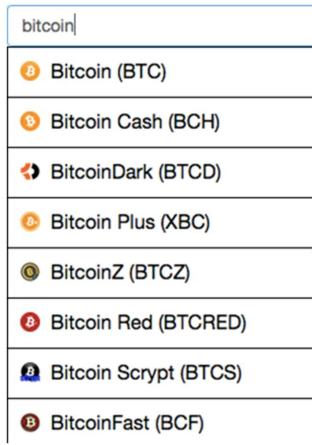 bitcoin
Bitcoin (BTC)
Bitcoin Cash (BCH)
BitcoinDark (BTCD)
Bitcoin Plus (XBC)
BitcoinZ (BTCZ)
Bitcoin Red (BTCRED)
Bitcoin Scrypt (BTCS)
BitcoinFast (BCF)